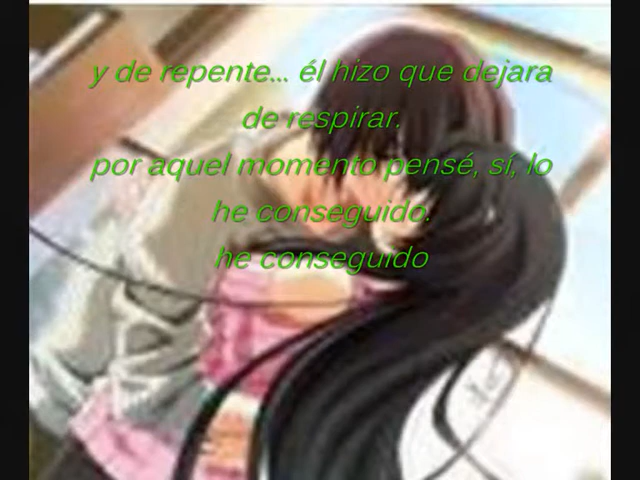 y de repente... él hizo que dejara
de respirar.
por aquel momento pensé, sí, lo
he conseguido.
he conseguido